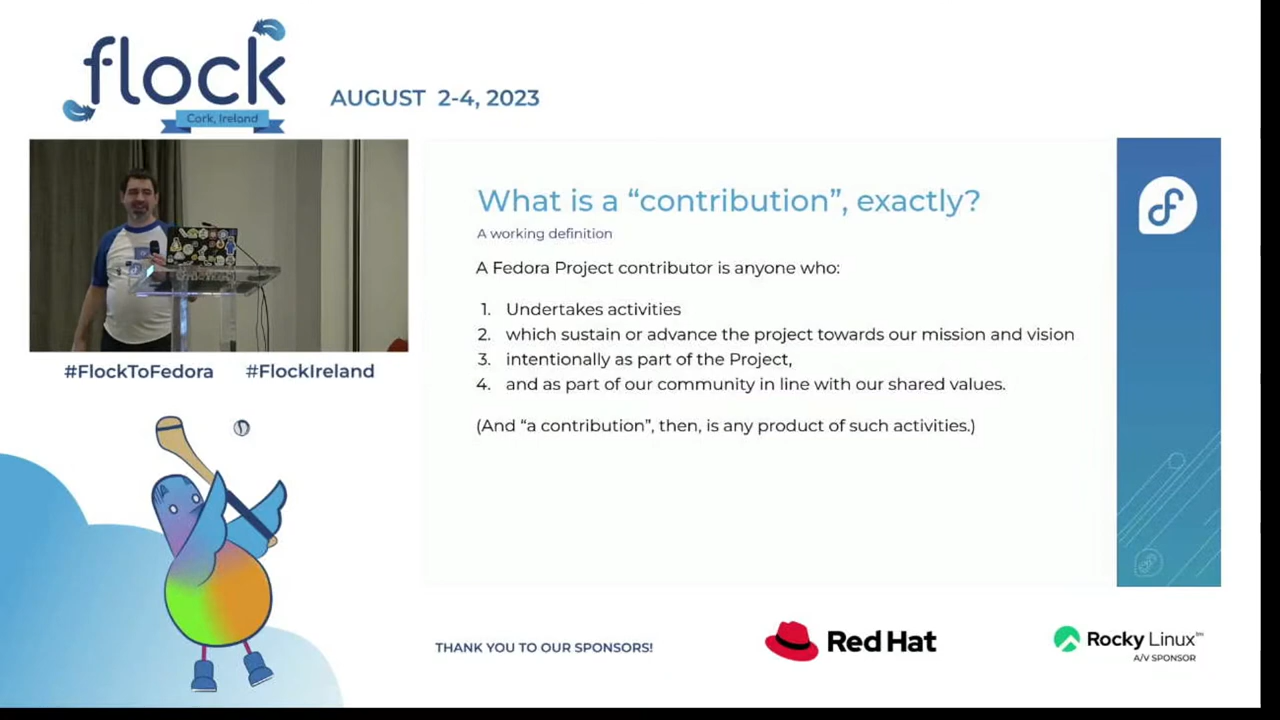 flock
Cork, Ireland
AUGUST 2-4, 2023
#FlockToFedora #FlockIreland
What is a “contribution”, exactly?
A working definition
A Fedora Project contributor is anyone who:
1. Undertakes activities
2. which sustain or advance the project towards our mission and vision
3. intentionally as part of the Project,
4. and as part of our community in line with our shared values.
(And “a contribution”, then, is any product of such activities.)
THANK YOU TO OUR SPONSORS!
Red Hat
Rocky Linux™
A/V SPONSOR